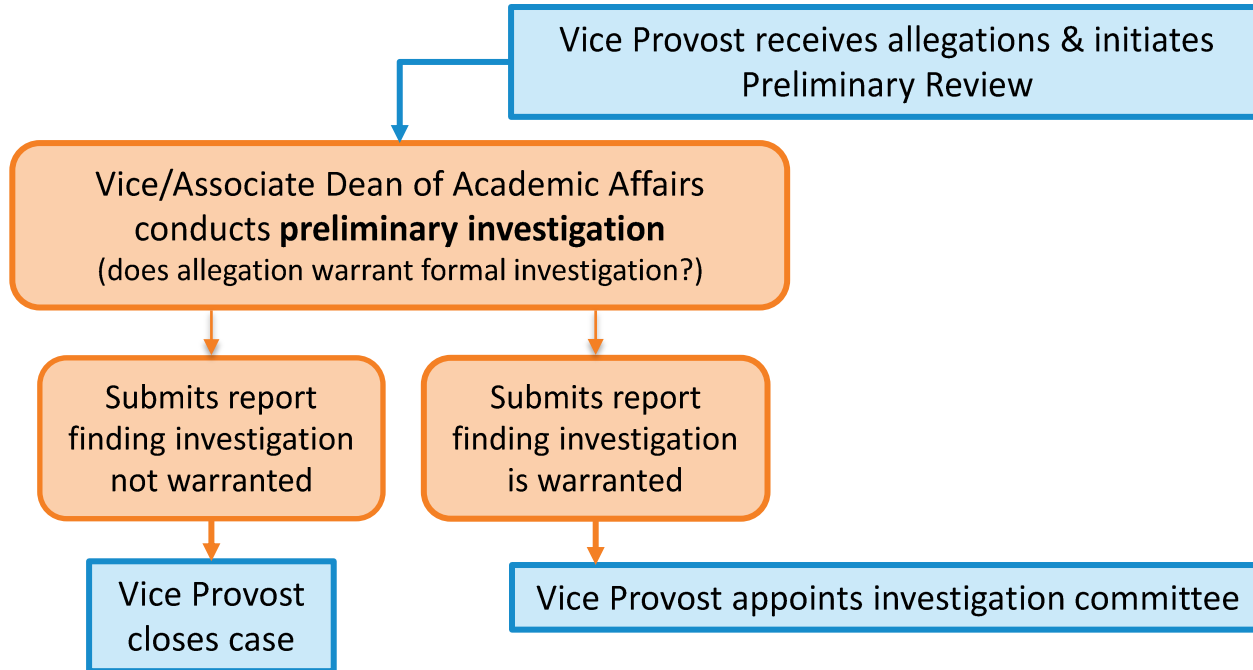 Vice Provost receives allegations & initiates
Preliminary Review
Vice/Associate Dean of Academic Affairs
conducts preliminary investigation
(does allegation warrant formal investigation?)
Submits report
finding investigation
not warranted
Submits report
finding investigation
is warranted
Vice Provost
closes case
Vice Provost appoints investigation committee